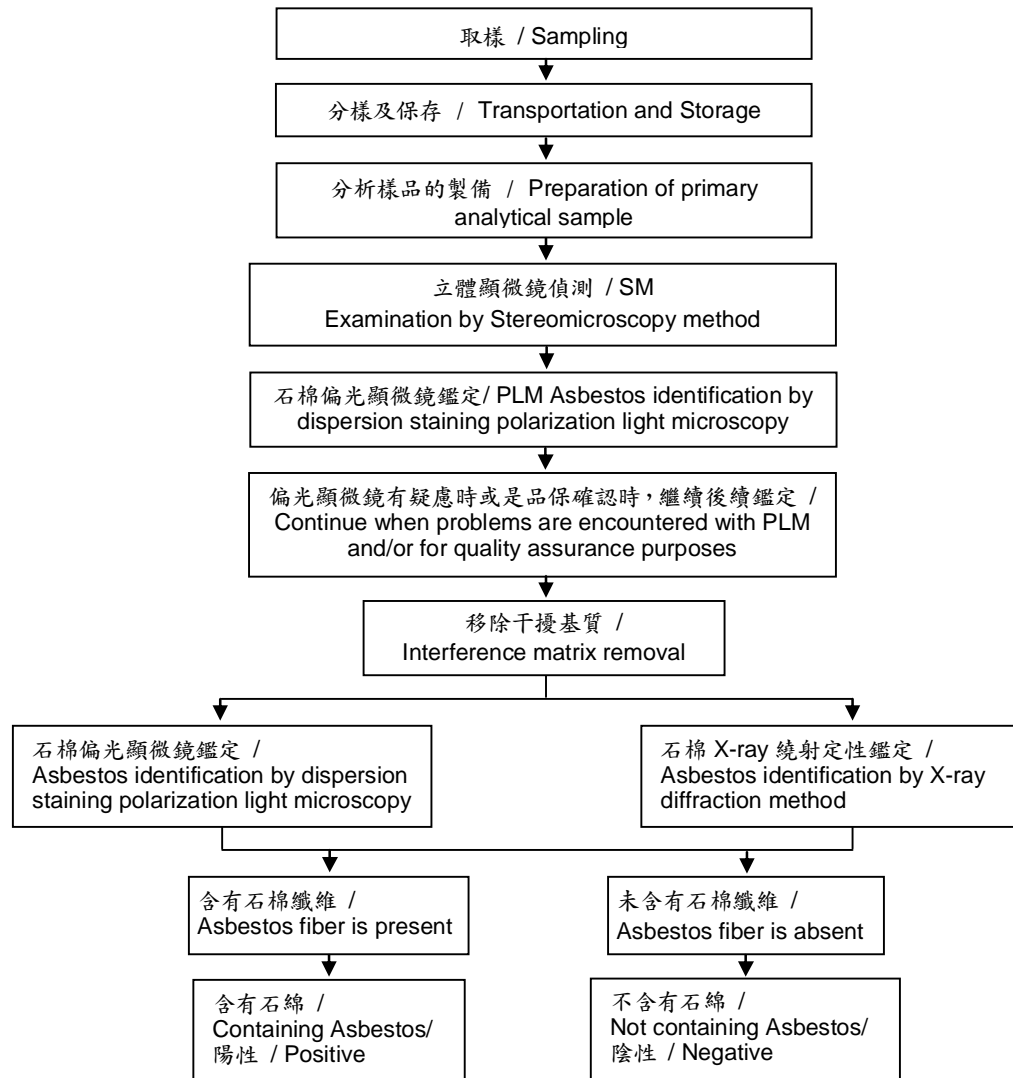 取樣 / Sampling
分樣及保存 / Transportation and Storage
分析樣品的製備 / Preparation of primary
analytical sample
立體顯微鏡偵測 / SM
Examination by Stereomicroscopy method
石棉偏光顯微鏡鑑定/ PLM Asbestos identification by
dispersion staining polarization light microscopy
偏光顯微鏡有疑慮時或是品保確認時，繼續後續鑑定 /
Continue when problems are encountered with PLM
and/or for quality assurance purposes
移除干擾基質 /
Interference matrix removal
石棉偏光顯微鏡鑑定 /
Asbestos identification by dispersion
staining polarization light microscopy
石棉 X-ray 繞射定性鑑定 /
Asbestos identification by X-ray
diffraction method
含有石棉纖維 /
Asbestos fiber is present
未含有石棉纖維 /
Asbestos fiber is absent
含有石綿 /
Containing Asbestos/
陽性 / Positive
不含有石綿 /
Not containing Asbestos/
陰性 / Negative